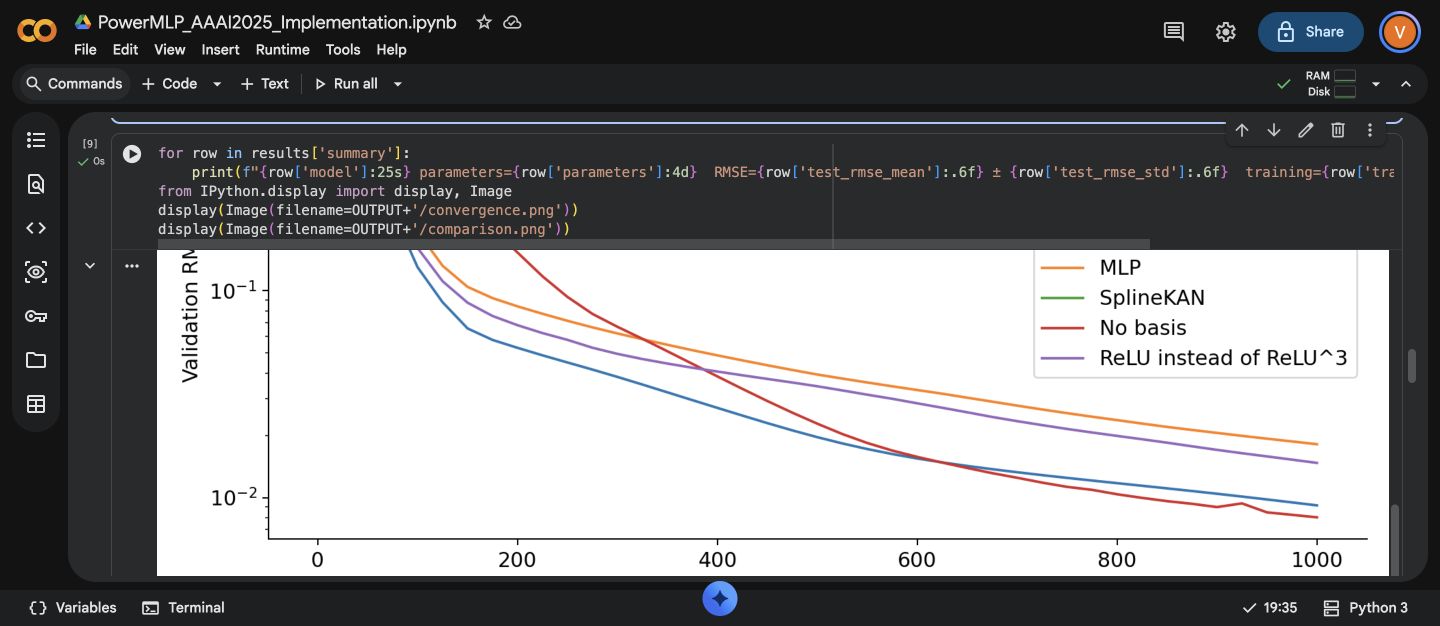 PowerMLP_AAAI2025_Implementation.ipynb
File Edit View Insert Runtime Tools Help
Share
V
Commands + Code + Text Run all
RAM
Disk
[9]
0s
for row in results['summary']:
print(f"{row['model']:25s} parameters={row['parameters']:4d}  RMSE={row['test_rmse_mean']:.6f} ± {row['test_rmse_std']:.6f}  training={row['tra
from IPython.display import display, Image
display(Image(filename=OUTPUT+'/convergence.png'))
display(Image(filename=OUTPUT+'/comparison.png'))
Validation RM
10⁻¹
10⁻²
MLP
SplineKAN
No basis
ReLU instead of ReLU^3
0 200 400 600 800 1000
{} Variables Terminal
19:35 Python 3